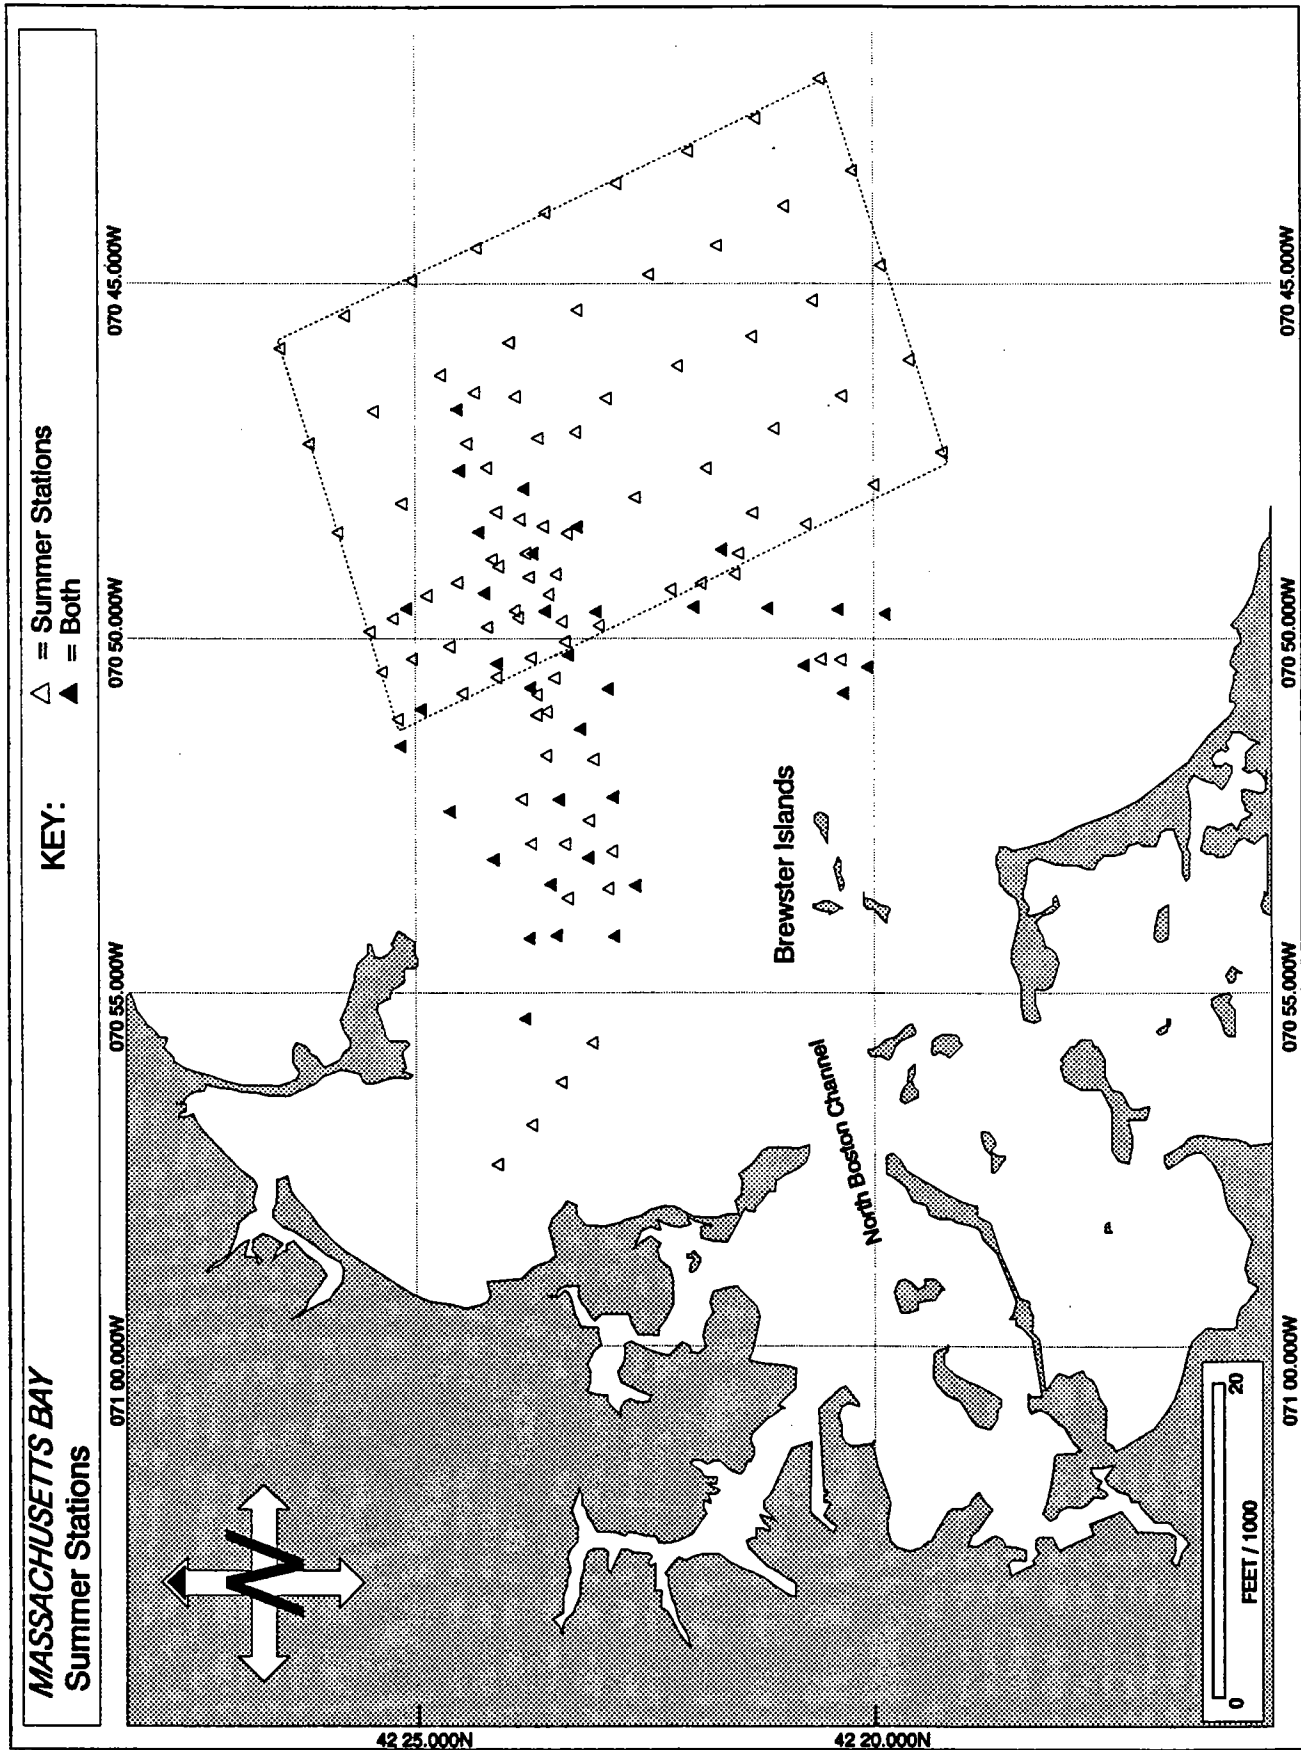 MASSACHUSETTS BAY
Summer Stations
KEY:
△ = Summer Stations
▲ = Both
071 00.000W
070 55.000W
070 50.000W
070 45.000W
N
42 25.000N
Brewster Islands
North Boston Channel
42 20.000N
0
20
FEET / 1000
071 00.000W
070 55.000W
070 50.000W
070 45.000W